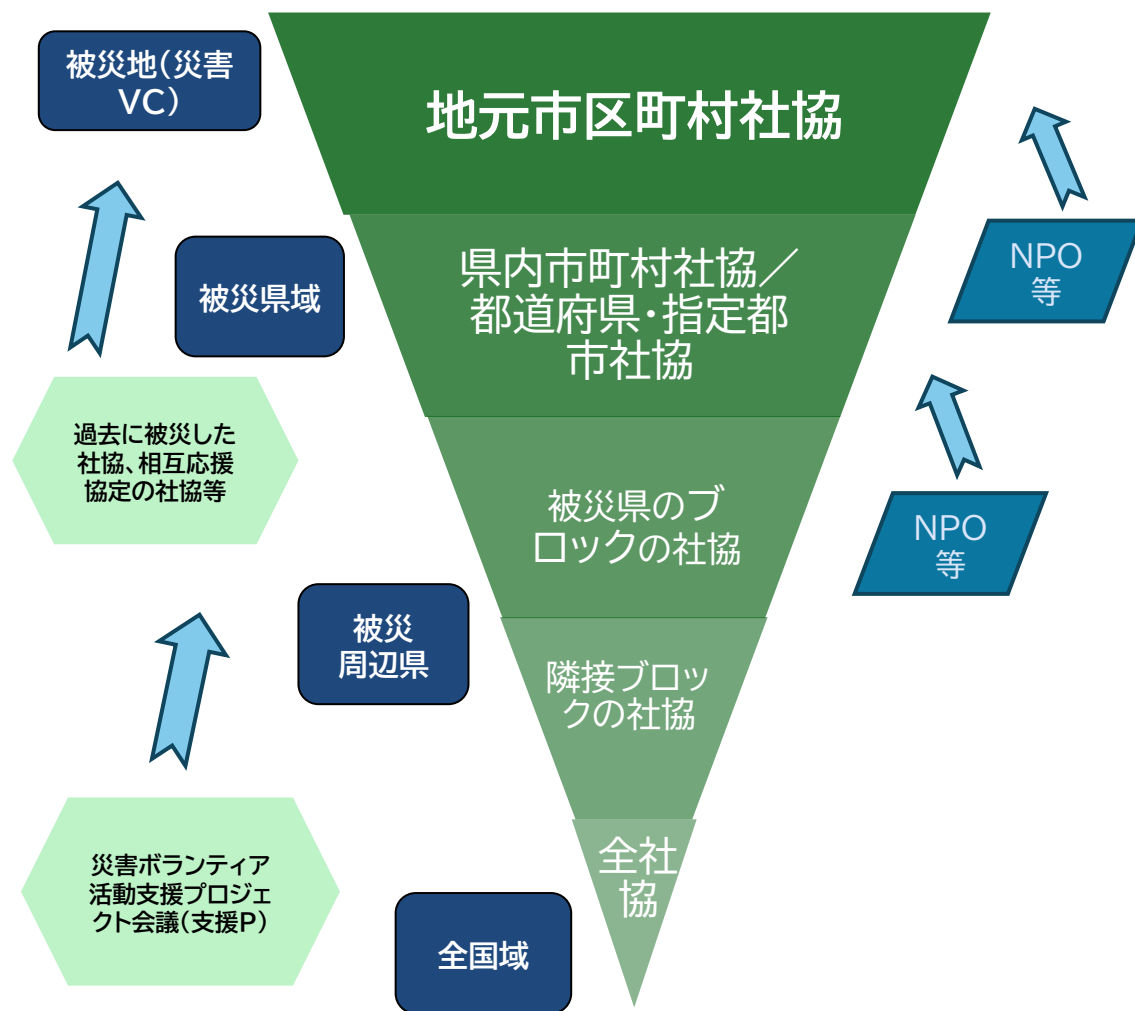 被災地(災害
VC)
地元市区町村社協
被災県域
県内市町村社協／
都道府県・指定都
市社協
NPO
等
過去に被災した
社協、相互応援
協定の社協等
被災県のブ
ロックの社協
NPO
等
被災
周辺県
隣接ブロッ
クの社協
災害ボランティア
活動支援プロジェ
クト会議(支援P)
全社
協
全国域